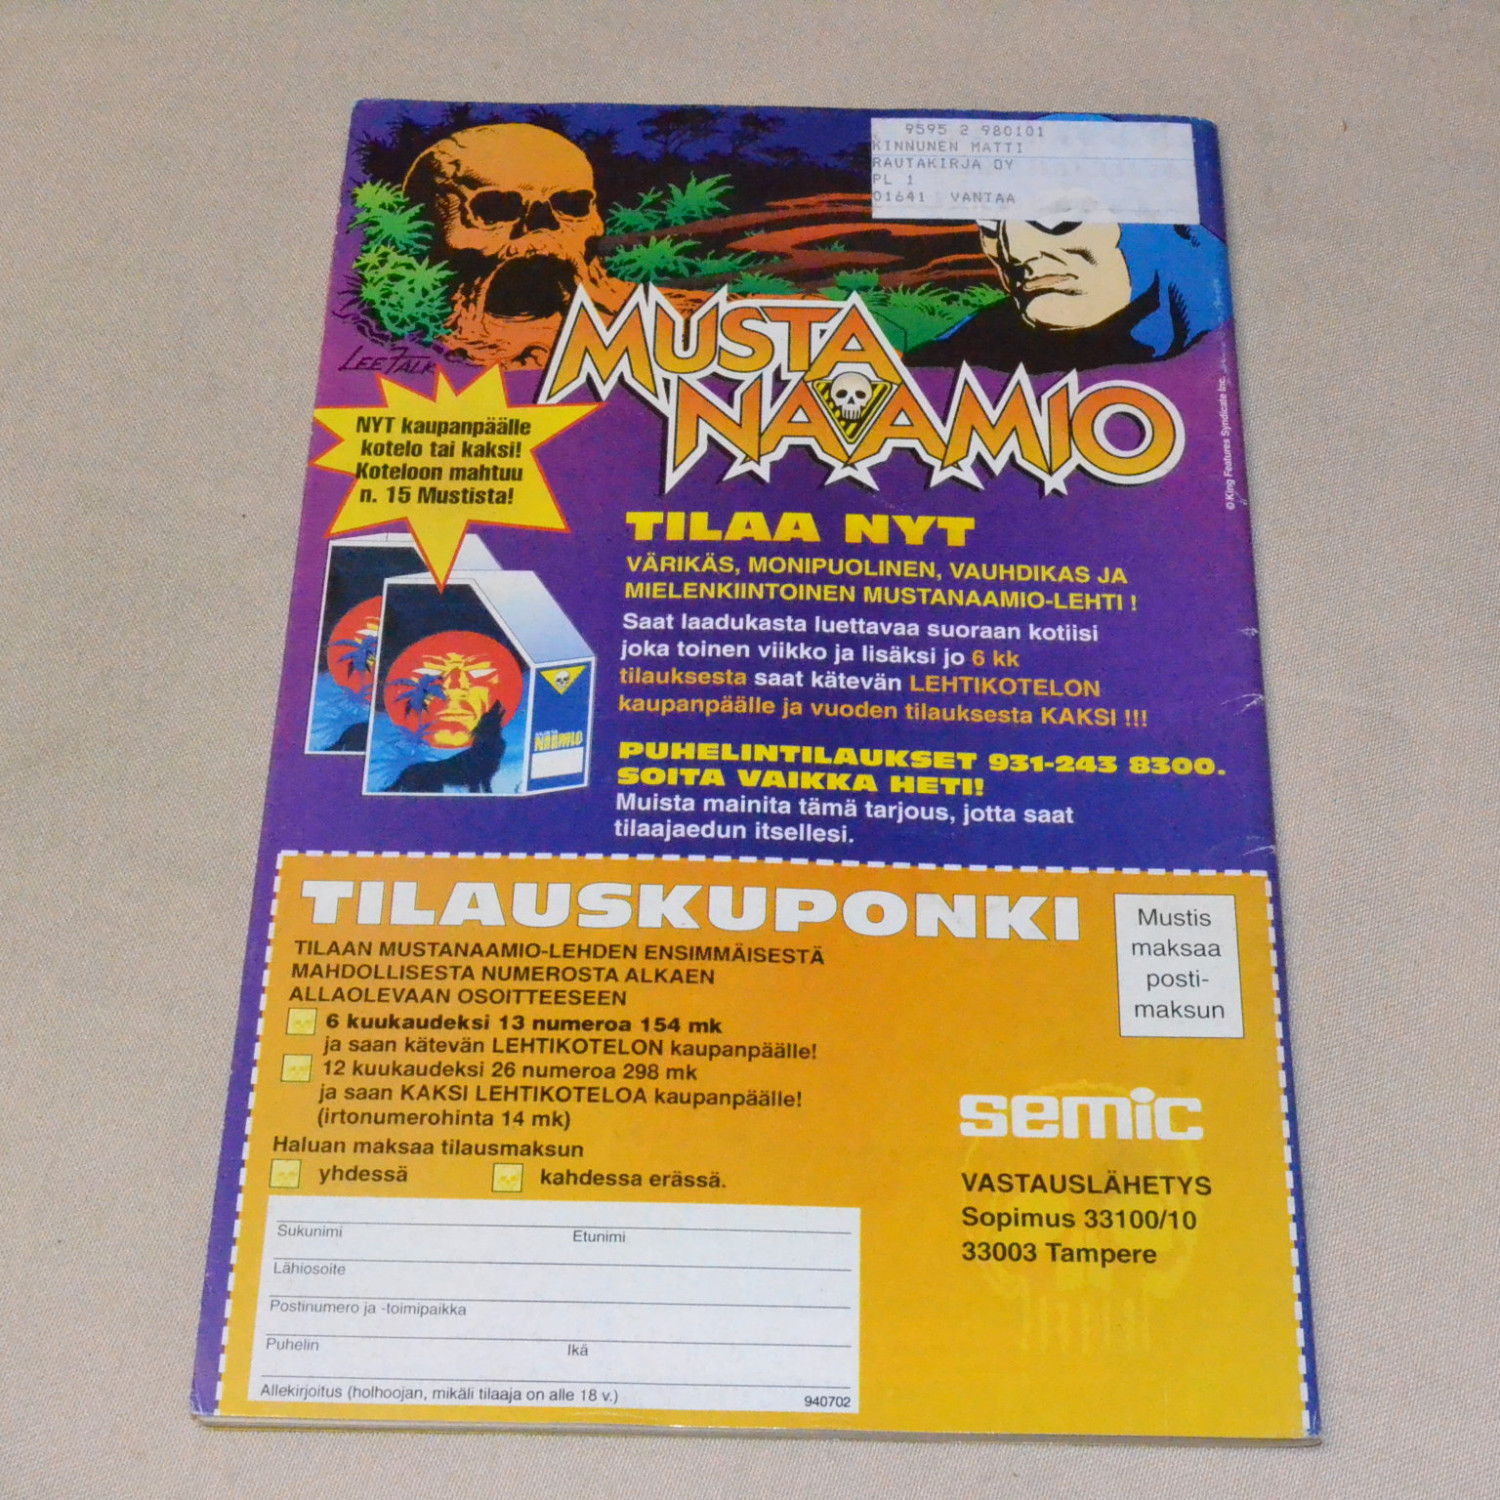 9595 2 980101
KINNUNEN MATTI
RAUTAKIRJA OY
PL 1
01641 VANTAA
LEE FALK
MUSTA
NAAMIO
© King Features Syndicate Inc.
NYT kaupanpäälle
kotelo tai kaksi!
Koteloon mahtuu
n. 15 Mustista!
TILAA NYT
VÄRIKÄS, MONIPUOLINEN, VAUHDIKAS JA
MIELENKIINTOINEN MUSTANAAMIO-LEHTI !
Saat laadukasta luettavaa suoraan kotiisi
joka toinen viikko ja lisäksi jo 6 kk
tilauksesta saat kätevän LEHTIKOTELON
kaupanpäälle ja vuoden tilauksesta KAKSI !!!
PUHELINTILAUKSET 931-243 8300.
SOITA VAIKKA HETI!
Muista mainita tämä tarjous, jotta saat
tilaajaedun itsellesi.
TILAUSKUPONKI
TILAAN MUSTANAAMIO-LEHDEN ENSIMMÄISESTÄ
MAHDOLLISESTA NUMEROSTA ALKAEN
ALLAOLEVAAN OSOITTEESEEN
6 kuukaudeksi 13 numeroa 154 mk
ja saan kätevän LEHTIKOTELON kaupanpäälle!
12 kuukaudeksi 26 numeroa 298 mk
ja saan KAKSI LEHTIKOTELOA kaupanpäälle!
(irtonumerohinta 14 mk)
Haluan maksaa tilausmaksun
yhdessä kahdessa erässä.
Sukunimi Etunimi
Lähiosoite
Postinumero ja -toimipaikka
Puhelin Ikä
Allekirjoitus (holhoojan, mikäli tilaaja on alle 18 v.) 940702
Mustis
maksaa
posti-
maksun
semic
VASTAUSLÄHETYS
Sopimus 33100/10
33003 Tampere